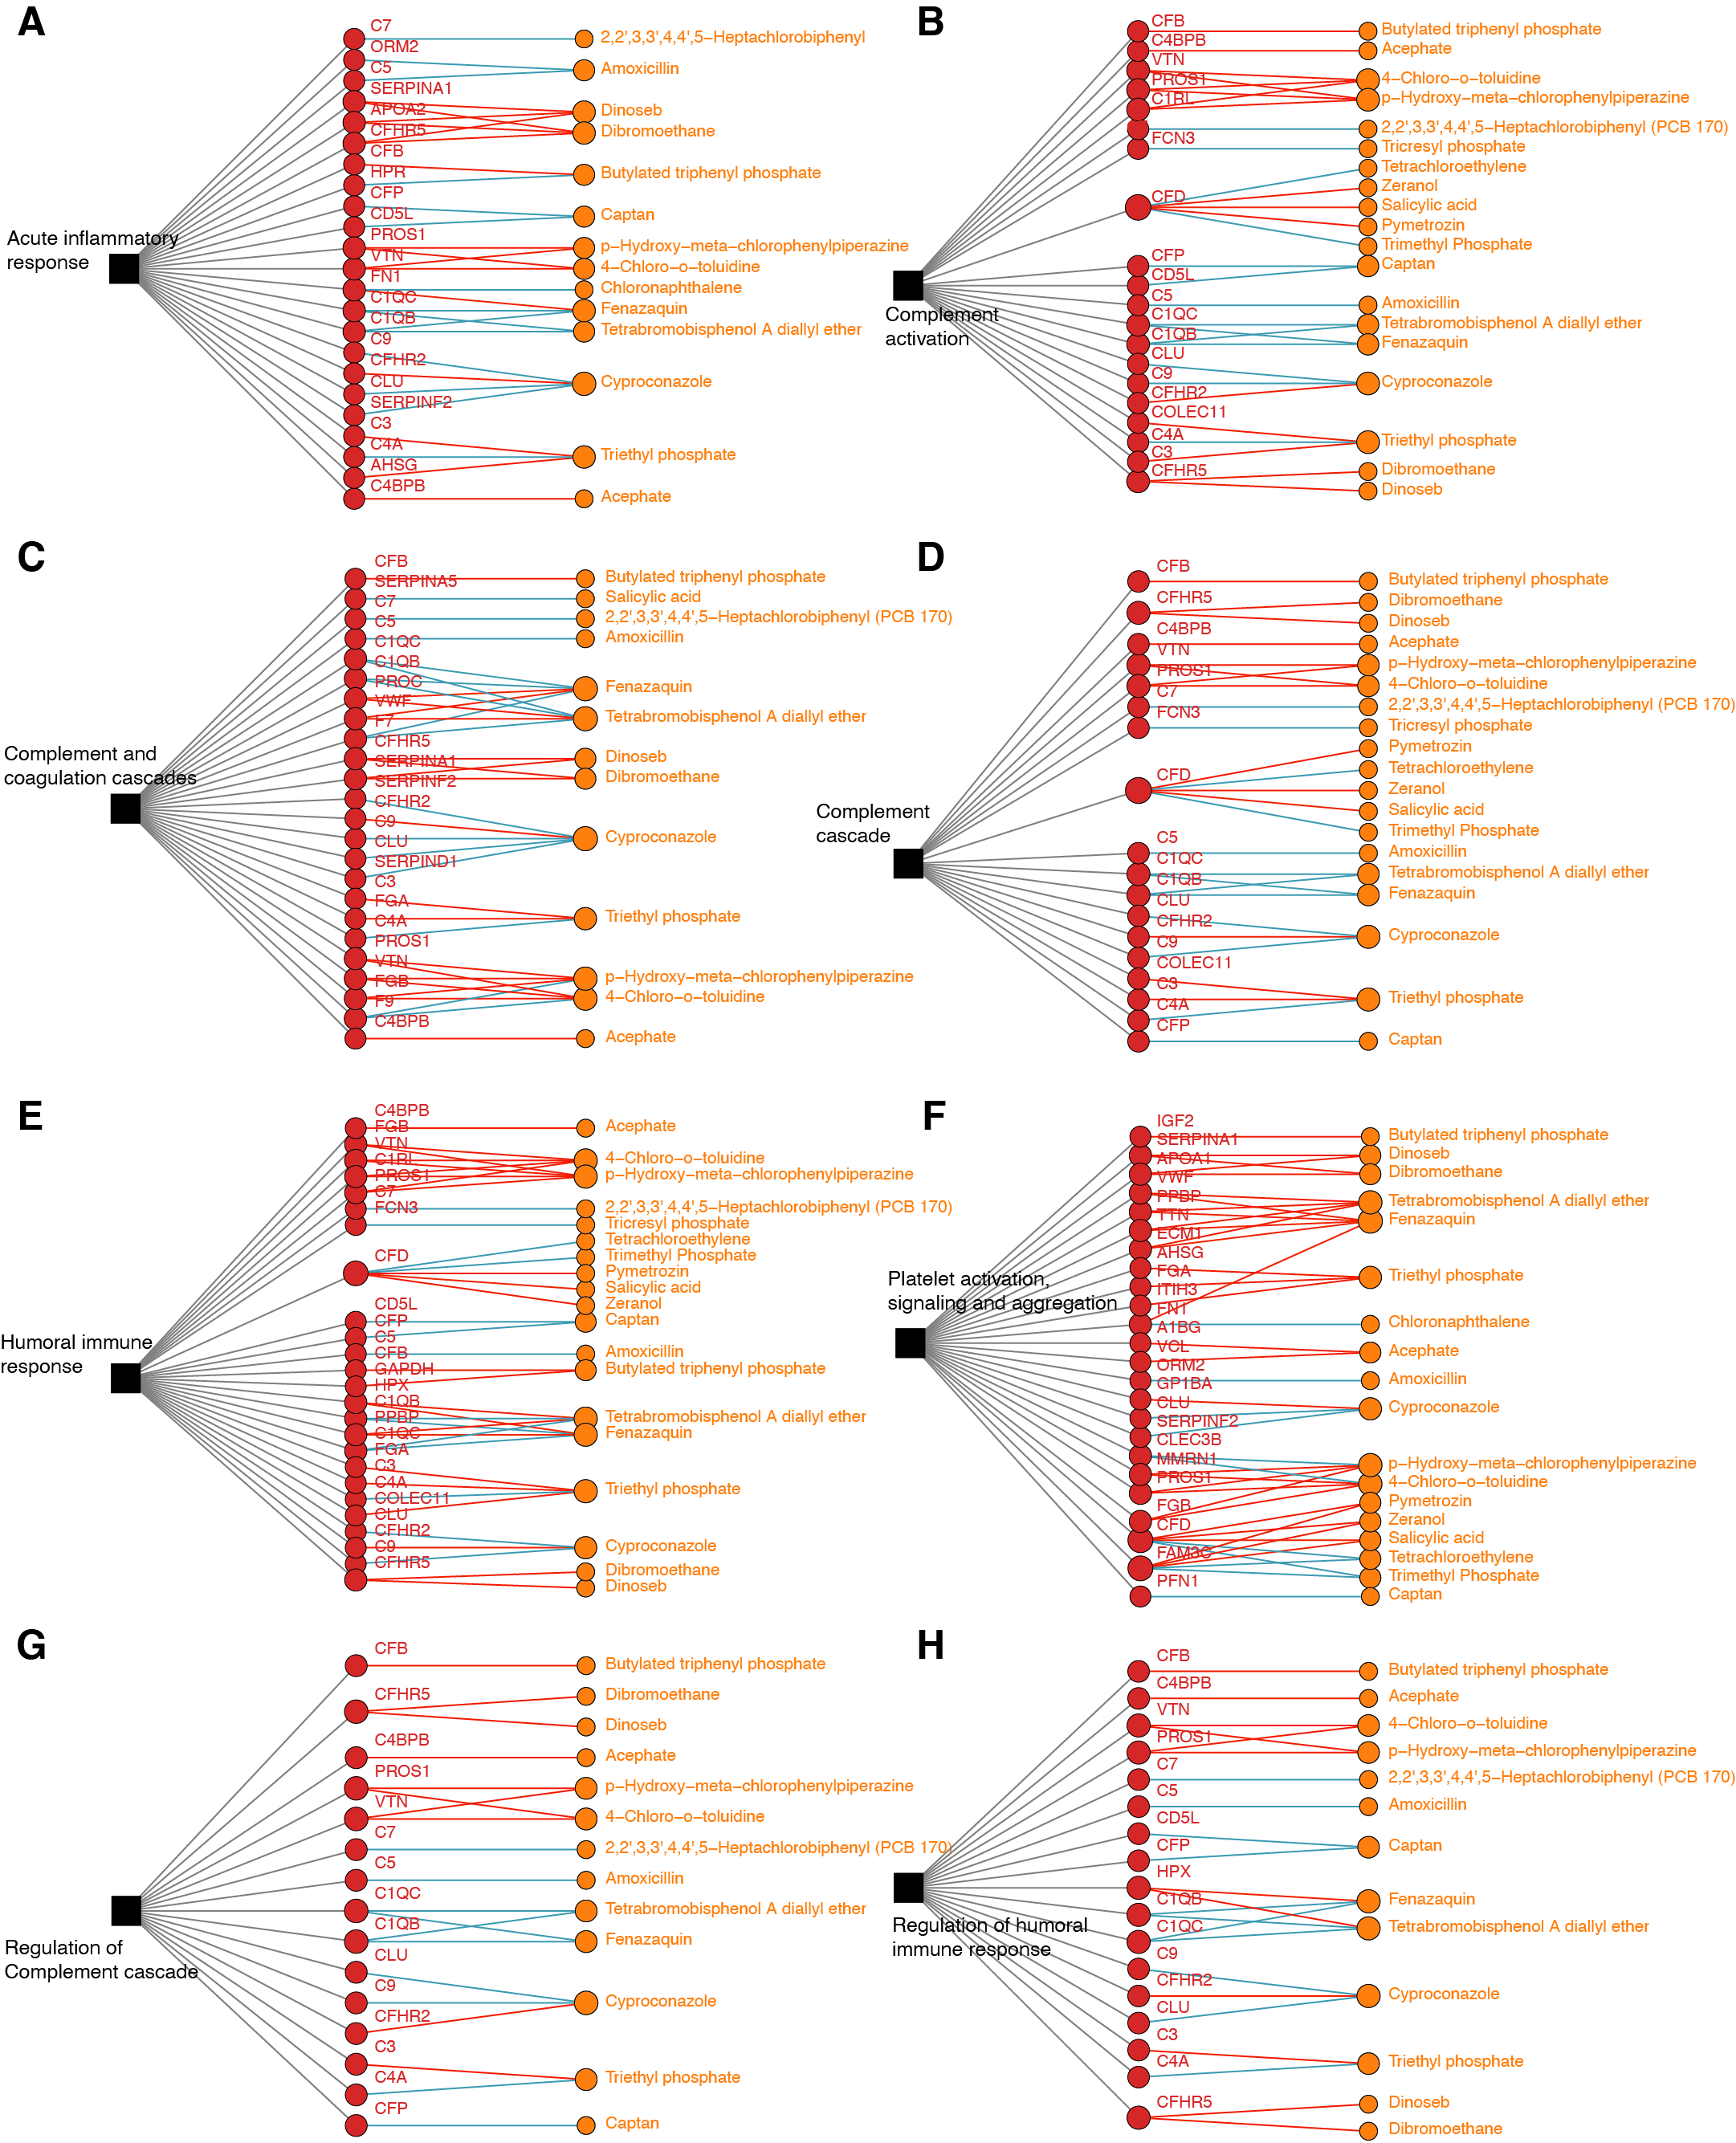 A
C7
ORM2
C5
SERPINA1
APOA2
CFHR5
CFB
HPR
CFP
CD5L
PROS1
VTN
FN1
C1QC
C1QB
C9
CFHR2
CLU
SERPINF2
C3
C4A
AHSG
C4BPB
Acute inflammatory
response
2,2',3,3',4,4',5−Heptachlorobiphenyl
Amoxicillin
Dinoseb
Dibromoethane
Butylated triphenyl phosphate
Captan
p−Hydroxy−meta−chlorophenylpiperazine
4−Chloro−o−toluidine
Chloronaphthalene
Fenazaquin
Tetrabromobisphenol A diallyl ether
Cyproconazole
Triethyl phosphate
Acephate
B
CFB
C4BPB
VTN
PROS1
C1RL
FCN3
CFD
CFP
CD5L
C5
C1QC
C1QB
CLU
C9
CFHR2
COLEC11
C4A
C3
CFHR5
Complement
activation
Butylated triphenyl phosphate
Acephate
4−Chloro−o−toluidine
p−Hydroxy−meta−chlorophenylpiperazine
2,2',3,3',4,4',5−Heptachlorobiphenyl (PCB 170)
Tricresyl phosphate
Tetrachloroethylene
Zeranol
Salicylic acid
Pymetrozin
Trimethyl Phosphate
Captan
Amoxicillin
Tetrabromobisphenol A diallyl ether
Fenazaquin
Cyproconazole
Triethyl phosphate
Dibromoethane
Dinoseb
C
CFB
SERPINA5
C7
C5
C1QC
C1QB
PROC
VWF
F7
CFHR5
SERPINA1
SERPINF2
CFHR2
C9
CLU
SERPIND1
C3
FGA
C4A
PROS1
VTN
FGB
F9
C4BPB
Complement and
coagulation cascades
Butylated triphenyl phosphate
Salicylic acid
2,2',3,3',4,4',5−Heptachlorobiphenyl (PCB 170)
Amoxicillin
Fenazaquin
Tetrabromobisphenol A diallyl ether
Dinoseb
Dibromoethane
Cyproconazole
Triethyl phosphate
p−Hydroxy−meta−chlorophenylpiperazine
4−Chloro−o−toluidine
Acephate
D
CFB
CFHR5
C4BPB
VTN
PROS1
C7
FCN3
CFD
C5
C1QC
C1QB
CLU
CFHR2
C9
COLEC11
C3
C4A
CFP
Complement
cascade
Butylated triphenyl phosphate
Dibromoethane
Dinoseb
Acephate
p−Hydroxy−meta−chlorophenylpiperazine
4−Chloro−o−toluidine
2,2',3,3',4,4',5−Heptachlorobiphenyl (PCB 170)
Tricresyl phosphate
Pymetrozin
Tetrachloroethylene
Zeranol
Salicylic acid
Trimethyl Phosphate
Amoxicillin
Tetrabromobisphenol A diallyl ether
Fenazaquin
Cyproconazole
Triethyl phosphate
Captan
E
C4BPB
FGB
VTN
C1RL
PROS1
C7
FCN3
CFD
CD5L
CFP
C5
CFB
GAPDH
HPX
C1QB
PPBP
C1QC
FGA
C3
C4A
COLEC11
CLU
CFHR2
C9
CFHR5
Humoral immune
response
Acephate
4−Chloro−o−toluidine
p−Hydroxy−meta−chlorophenylpiperazine
2,2',3,3',4,4',5−Heptachlorobiphenyl (PCB 170)
Tricresyl phosphate
Tetrachloroethylene
Trimethyl Phosphate
Pymetrozin
Salicylic acid
Zeranol
Captan
Amoxicillin
Butylated triphenyl phosphate
Tetrabromobisphenol A diallyl ether
Fenazaquin
Triethyl phosphate
Cyproconazole
Dibromoethane
Dinoseb
F
IGF2
SERPINA1
APOA1
VWF
PPBP
TTN
ECM1
AHSG
FGA
ITIH3
FN1
A1BG
VCL
ORM2
GP1BA
CLU
SERPINF2
CLEC3B
MMRN1
PROS1
FGB
CFD
FAM3C
PFN1
Platelet activation,
signaling and aggregation
Butylated triphenyl phosphate
Dinoseb
Dibromoethane
Tetrabromobisphenol A diallyl ether
Fenazaquin
Triethyl phosphate
Chloronaphthalene
Acephate
Amoxicillin
Cyproconazole
p−Hydroxy−meta−chlorophenylpiperazine
4−Chloro−o−toluidine
Pymetrozin
Zeranol
Salicylic acid
Tetrachloroethylene
Trimethyl Phosphate
Captan
G
CFB
CFHR5
C4BPB
PROS1
VTN
C7
C5
C1QC
C1QB
CLU
C9
CFHR2
C3
C4A
CFP
Regulation of
Complement cascade
Butylated triphenyl phosphate
Dibromoethane
Dinoseb
Acephate
p−Hydroxy−meta−chlorophenylpiperazine
4−Chloro−o−toluidine
2,2',3,3',4,4',5−Heptachlorobiphenyl (PCB 170)
Amoxicillin
Tetrabromobisphenol A diallyl ether
Fenazaquin
Cyproconazole
Triethyl phosphate
Captan
H
CFB
C4BPB
VTN
PROS1
C7
C5
CD5L
CFP
HPX
C1QB
C1QC
C9
CFHR2
CLU
C3
C4A
CFHR5
Regulation of humoral
immune response
Butylated triphenyl phosphate
Acephate
4−Chloro−o−toluidine
p−Hydroxy−meta−chlorophenylpiperazine
2,2',3,3',4,4',5−Heptachlorobiphenyl (PCB 170)
Amoxicillin
Captan
Fenazaquin
Tetrabromobisphenol A diallyl ether
Cyproconazole
Triethyl phosphate
Dinoseb
Dibromoethane